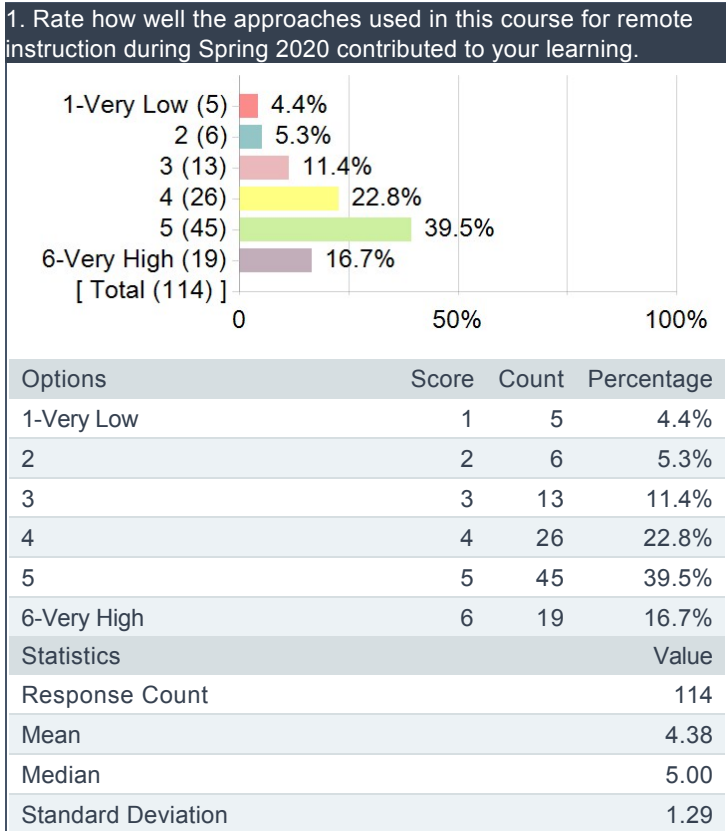 1. Rate how well the approaches used in this course for remote
instruction during Spring 2020 contributed to your learning.
1-Very Low (5) 4.4%
2 (6) 5.3%
3 (13) 11.4%
4 (26) 22.8%
5 (45) 39.5%
6-Very High (19) 16.7%
[ Total (114) ]
0 50% 100%
Options Score Count Percentage
1-Very Low 1 5 4.4%
2 2 6 5.3%
3 3 13 11.4%
4 4 26 22.8%
5 5 45 39.5%
6-Very High 6 19 16.7%
Statistics Value
Response Count 114
Mean 4.38
Median 5.00
Standard Deviation 1.29